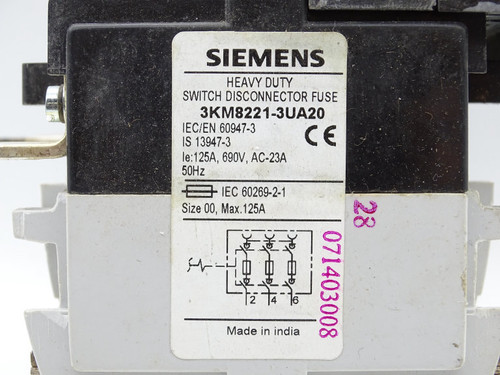 SIEMENS
HEAVY DUTY
SWITCH DISCONNECTOR FUSE
3KM8221-3UA20
IEC/EN 60947-3
IS 13947-3
CE
Ie:125A, 690V, AC-23A
50Hz
IEC 60269-2-1
Size 00, Max.125A
2 4 6
Made in india
28
071403008